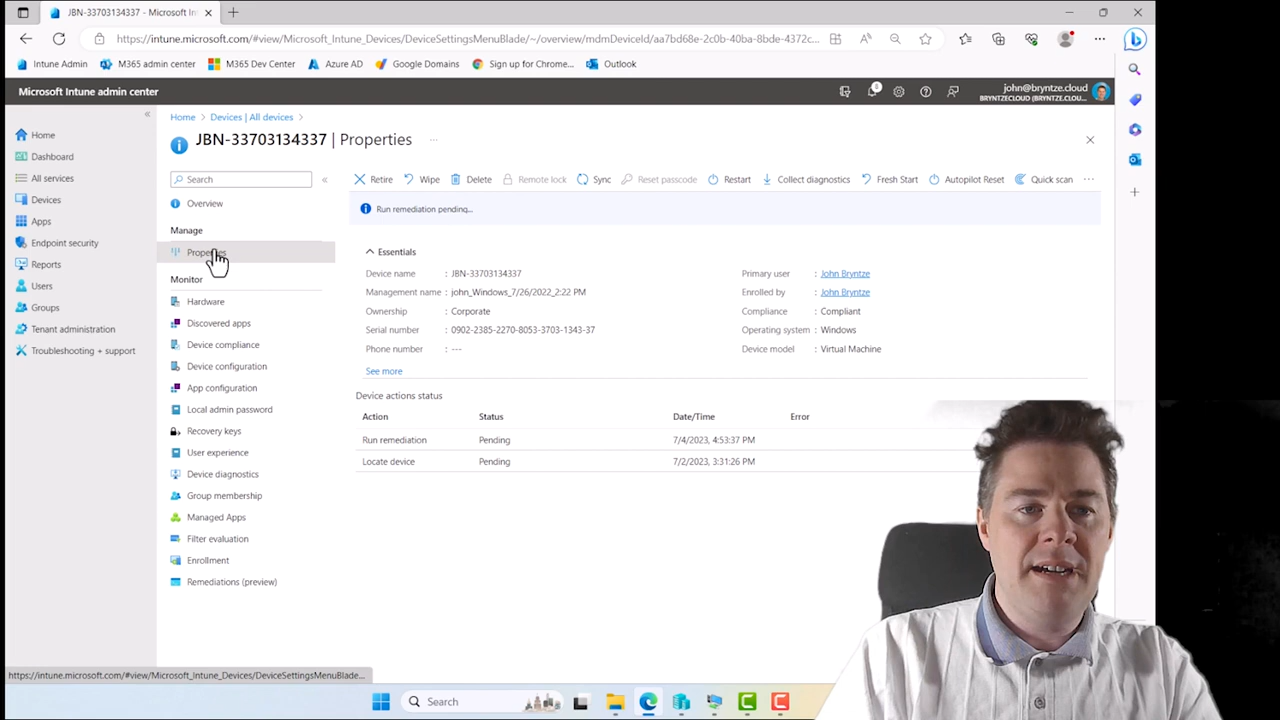 JBN-33703134337 - Microsoft In
https://intune.microsoft.com/#view/Microsoft_Intune_Devices/DeviceSettingsMenuBlade/~/overview/mdmDeviceId/aa7bd68e-2c0b-40ba-8bde-4372c...
Intune Admin M365 admin center M365 Dev Center Azure AD Google Domains Sign up for Chrome... Outlook
Microsoft Intune admin center
john@bryntze.cloud
BRYNTZECLOUD (BRYNTZE.CLOU...
Home
Dashboard
All services
Devices
Apps
Endpoint security
Reports
Users
Groups
Tenant administration
Troubleshooting + support
Home > Devices | All devices >
JBN-33703134337 | Properties ...
Search
Overview
Manage
Properties
Monitor
Hardware
Discovered apps
Device compliance
Device configuration
App configuration
Local admin password
Recovery keys
User experience
Device diagnostics
Group membership
Managed Apps
Filter evaluation
Enrollment
Remediations (preview)
Retire Wipe Delete Remote lock Sync Reset passcode Restart Collect diagnostics Fresh Start Autopilot Reset Quick scan ...
Run remediation pending...
Essentials
Device name : JBN-33703134337
Management name : john_Windows_7/26/2022_2:22 PM
Ownership : Corporate
Serial number : 0902-2385-2270-8053-3703-1343-37
Phone number : ---
Primary user : John Bryntze
Enrolled by : John Bryntze
Compliance : Compliant
Operating system : Windows
Device model : Virtual Machine
See more
Device actions status
Action Status Date/Time Error
Run remediation Pending 7/4/2023, 4:53:37 PM
Locate device Pending 7/2/2023, 3:31:26 PM
https://intune.microsoft.com/#view/Microsoft_Intune_Devices/DeviceSettingsMenuBlade...
Search